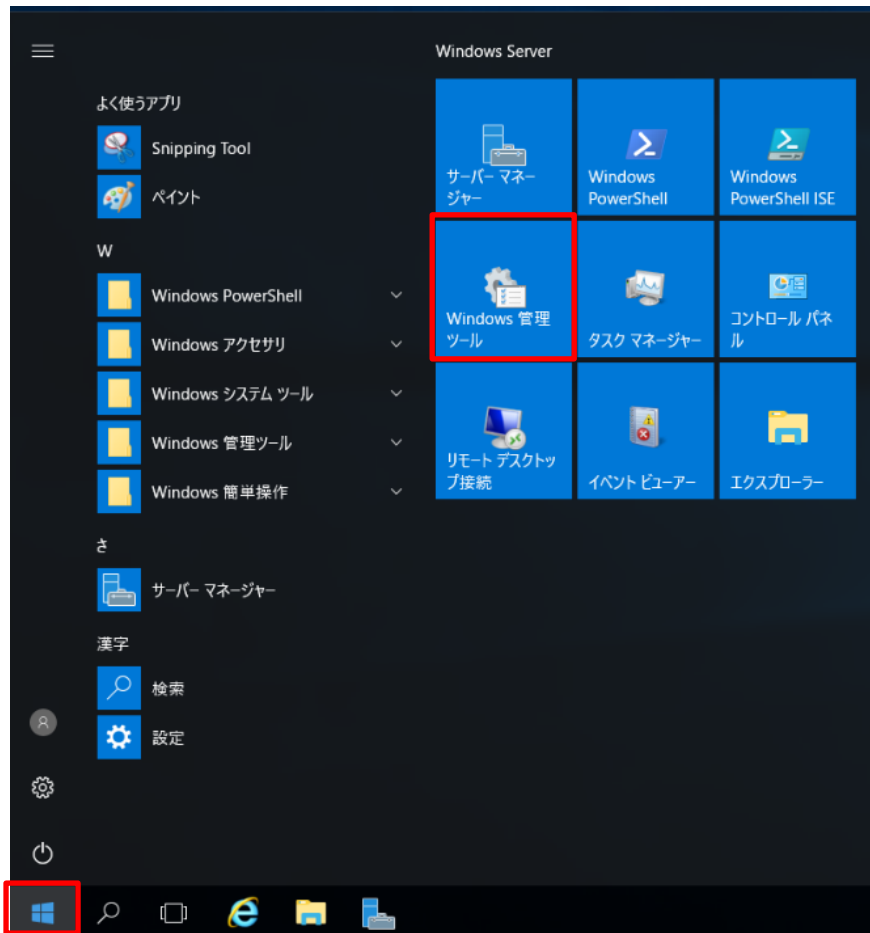 よく使うアプリ
Snipping Tool
ペイント
W
Windows PowerShell
Windows アクセサリ
Windows システム ツール
Windows 管理ツール
Windows 簡単操作
さ
サーバー マネージャー
漢字
検索
設定
Windows Server
サーバー マネー
ジャー
Windows
PowerShell
Windows
PowerShell ISE
Windows 管理
ツール
タスク マネージャー
コントロール パネ
ル
リモート デスクトッ
プ接続
イベント ビューアー
エクスプローラー